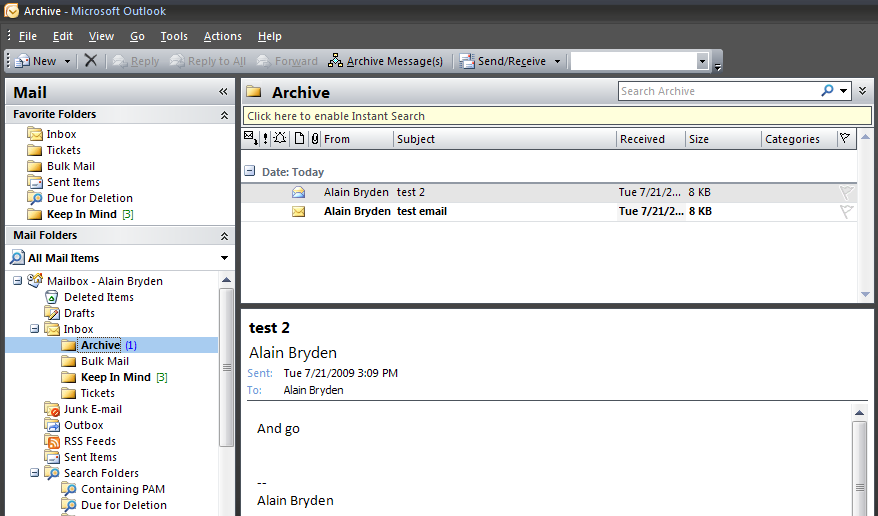 Archive - Microsoft Outlook
File Edit View Go Tools Actions Help
New Reply Reply to All Forward Archive Message(s) Send/Receive
Mail «
Favorite Folders
Inbox
Tickets
Bulk Mail
Sent Items
Due for Deletion
Keep In Mind [3]
Mail Folders
All Mail Items
Mailbox - Alain Bryden
Deleted Items
Drafts
Inbox
Archive (1)
Bulk Mail
Keep In Mind [3]
Tickets
Junk E-mail
Outbox
RSS Feeds
Sent Items
Search Folders
Containing PAM
Due for Deletion
Archive Search Archive
Click here to enable Instant Search
! From Subject Received Size Categories
Date: Today
Alain Bryden test 2 Tue 7/21/2... 8 KB
Alain Bryden test email Tue 7/21/2... 8 KB
test 2
Alain Bryden
Sent: Tue 7/21/2009 3:09 PM
To: Alain Bryden
And go
--
Alain Bryden